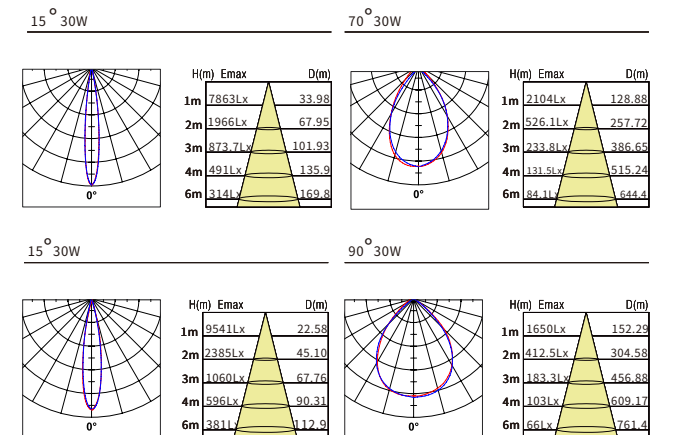 15° 30W
70° 30W
H(m) Emax D(m)
1m 7863Lx 33.98
2m 1966Lx 67.95
3m 873.7Lx 101.93
4m 491Lx 135.9
6m 314Lx 169.8
0°
H(m) Emax D(m)
1m 2104Lx 128.88
2m 526.1Lx 257.72
3m 233.8Lx 386.65
4m 131.5Lx 515.24
6m 84.1Lx 644.4
0°
15° 30W
90° 30W
H(m) Emax D(m)
1m 9541Lx 22.58
2m 2385Lx 45.10
3m 1060Lx 67.76
4m 596Lx 90.31
6m 381L 112.9
0°
H(m) Emax D(m)
1m 1650Lx 152.29
2m 412.5Lx 304.58
3m 183.3Lx 456.88
4m 103Lx 609.17
6m 66Lx 761.4
0°